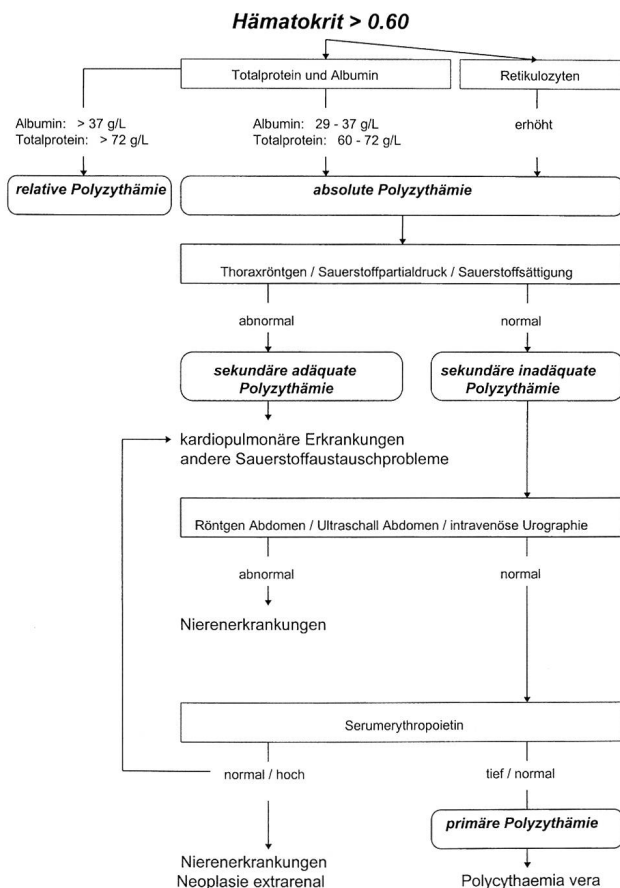 Hämatokrit > 0.60
Totalprotein und Albumin
Retikulozyten
Albumin: > 37 g/L
Totalprotein: > 72 g/L
Albumin: 29 - 37 g/L
Totalprotein: 60 - 72 g/L
erhöht
relative Polyzythämie
absolute Polyzythämie
Thoraxröntgen / Sauerstoffpartialdruck / Sauerstoffsättigung
abnormal
normal
sekundäre adäquate
Polyzythämie
sekundäre inadäquate
Polyzythämie
kardiopulmonäre Erkrankungen
andere Sauerstoffaustauschprobleme
Röntgen Abdomen / Ultraschall Abdomen / intravenöse Urographie
abnormal
normal
Nierenerkrankungen
Serumerythropoietin
normal / hoch
tief / normal
primäre Polyzythämie
Nierenerkrankungen
Neoplasie extrarenal
Polycythaemia vera